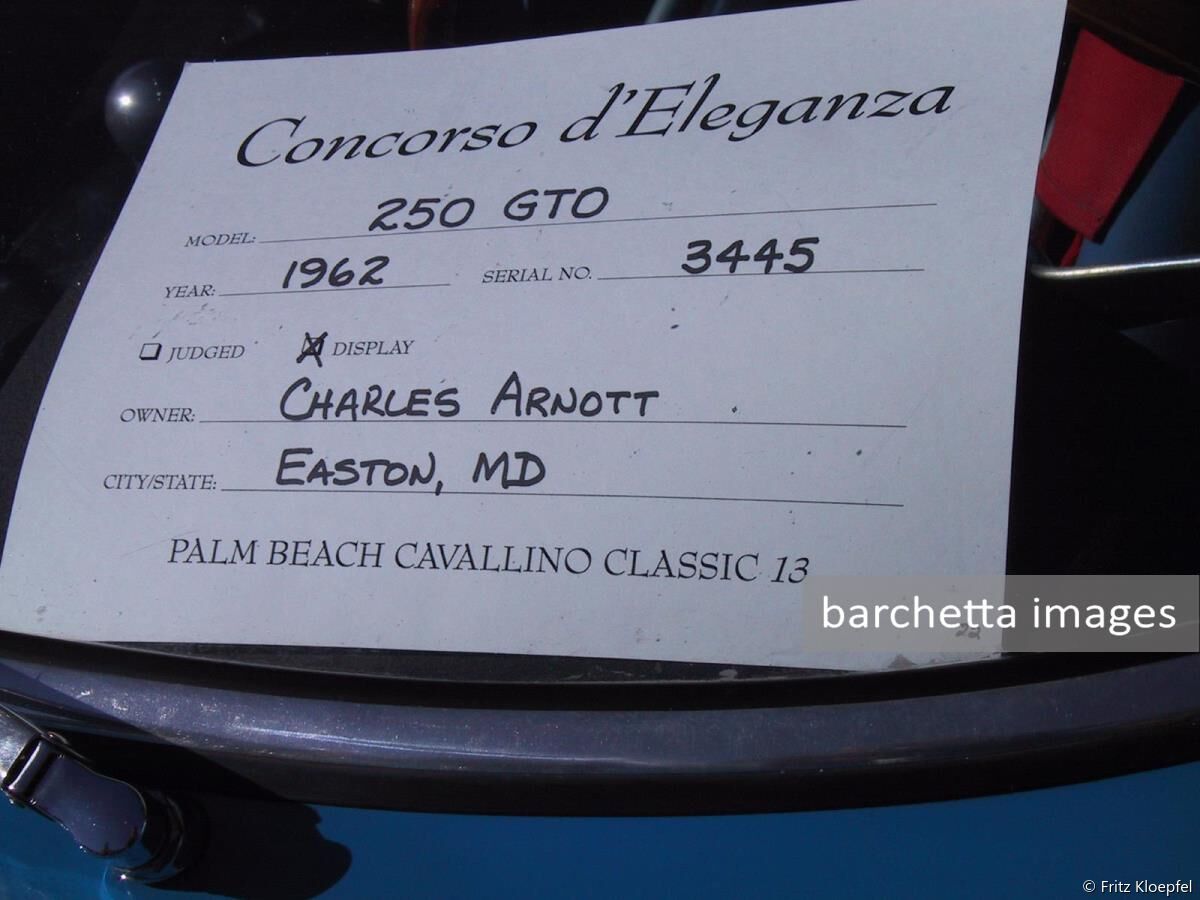 Concorso d'Eleganza
MODEL: 250 GTO
YEAR: 1962 SERIAL NO. 3445
JUDGED DISPLAY
OWNER: CHARLES ARNOTT
CITY/STATE: EASTON, MD
PALM BEACH CAVALLINO CLASSIC 13
barchetta images
22
© Fritz Kloepfel